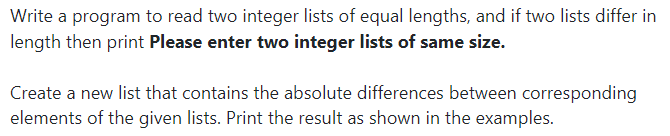 Write a program to read two integer lists of equal lengths, and if two lists differ in
length then print Please enter two integer lists of same size.
Create a new list that contains the absolute differences between corresponding
elements of the given lists. Print the result as shown in the examples.